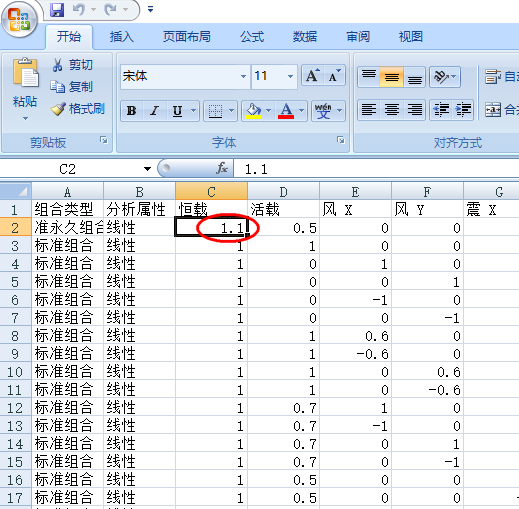 开始 插入 页面布局 公式 数据 审阅 视图
粘贴 剪切 复制 格式刷
宋体 11 A A
B I U A wén 文
自动
合并
剪贴板 字体 对齐方式
C2 fx 1.1
A B C D E F G
1 组合类型 分析属性 恒载 活载 风 X 风 Y 震 X
2 准永久组合 线性 1.1 0.5 0 0
3 标准组合 线性 1 1 0 0
4 标准组合 线性 1 0 1 0
5 标准组合 线性 1 0 0 1
6 标准组合 线性 1 0 -1 0
7 标准组合 线性 1 0 0 -1
8 标准组合 线性 1 1 0.6 0
9 标准组合 线性 1 1 -0.6 0
10 标准组合 线性 1 1 0 0.6
11 标准组合 线性 1 1 0 -0.6
12 标准组合 线性 1 0.7 1 0
13 标准组合 线性 1 0.7 -1 0
14 标准组合 线性 1 0.7 0 1
15 标准组合 线性 1 0.7 0 -1
16 标准组合 线性 1 0.5 0 0
17 标准组合 线性 1 0.5 0 0 -